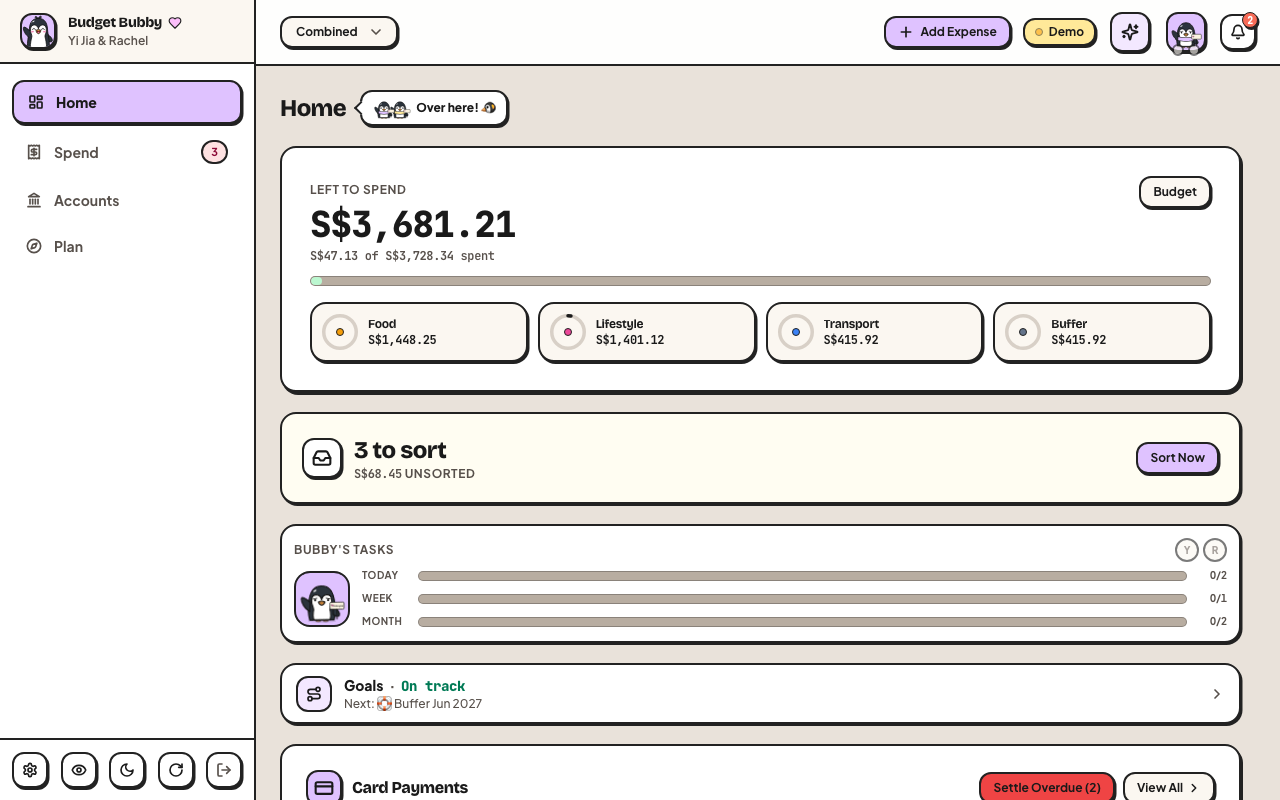 Budget Bubby
Yi Jia & Rachel
Combined
Add Expense
Demo
2
Home
Spend
3
Accounts
Plan
Home
Over here!
LEFT TO SPEND
Budget
S$3,681.21
S$47.13 of S$3,728.34 spent
Food
S$1,448.25
Lifestyle
S$1,401.12
Transport
S$415.92
Buffer
S$415.92
3 to sort
S$68.45 UNSORTED
Sort Now
BUBBY'S TASKS
Y
R
TODAY
0/2
WEEK
0/1
MONTH
0/2
Goals · On track
Next: Buffer Jun 2027
Card Payments
Settle Overdue (2)
View All